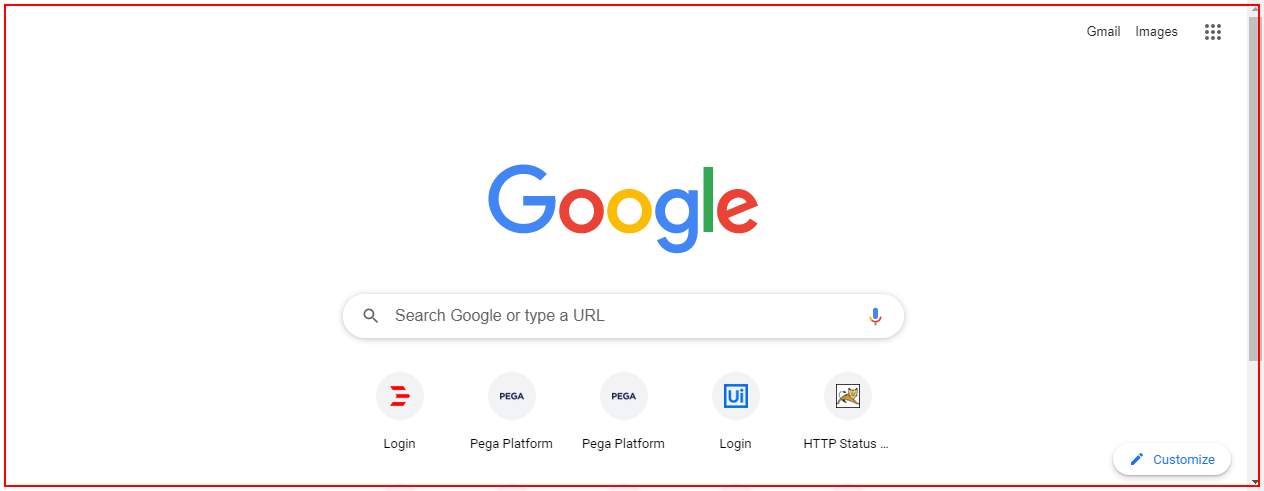 Gmail Images
Google
Search Google or type a URL
PEGA PEGA Ui
Login Pega Platform Pega Platform Login HTTP Status ...
Customize